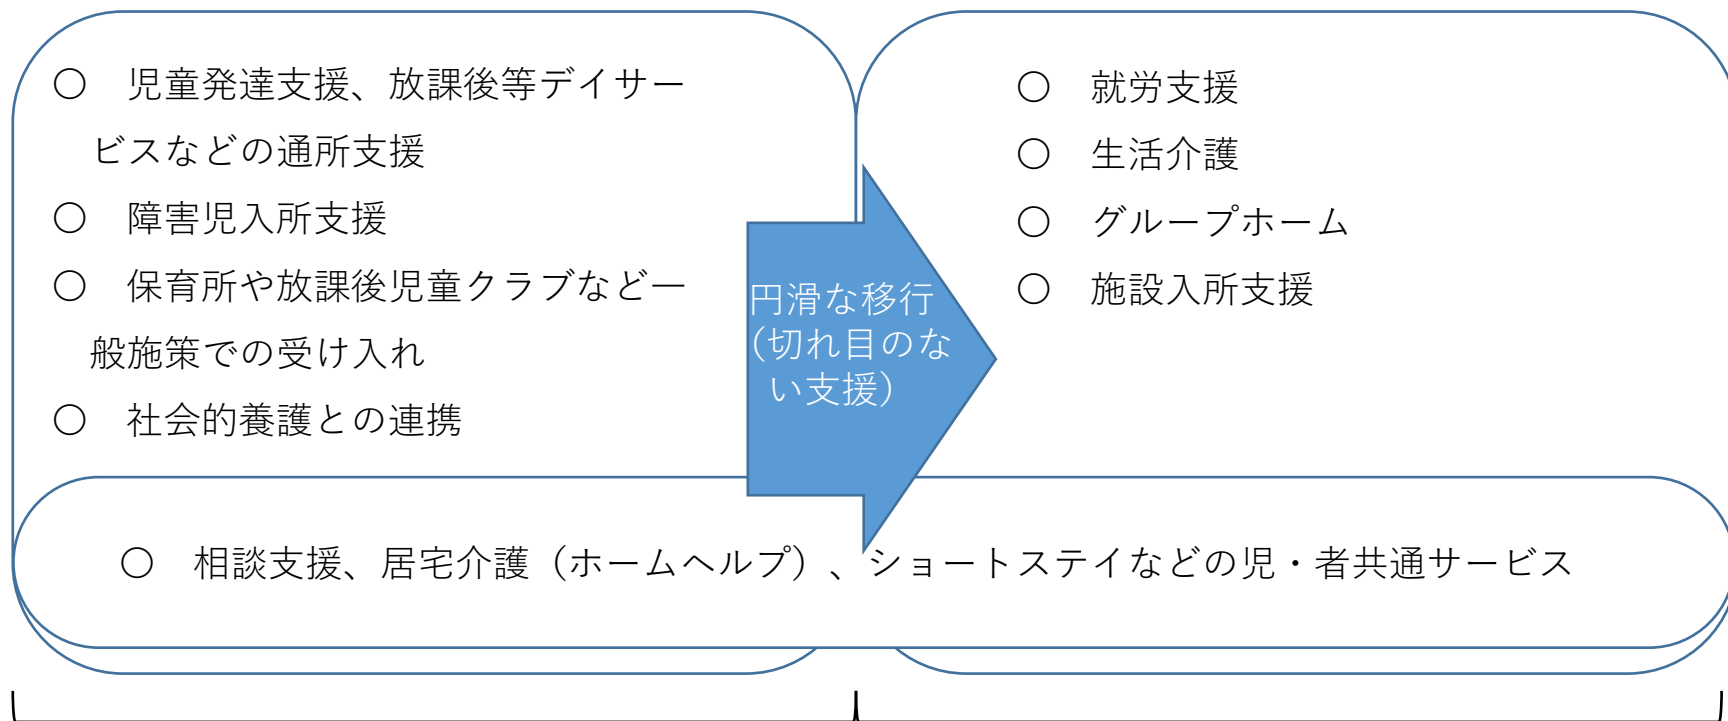 ○　児童発達支援、放課後等デイサー
ビスなどの通所支援
○　障害児入所支援
○　保育所や放課後児童クラブなど一
般施策での受け入れ
○　社会的養護との連携
円滑な移行
（切れ目のな
い支援）
○　就労支援
○　生活介護
○　グループホーム
○　施設入所支援
○　相談支援、居宅介護（ホームヘルプ）、ショートステイなどの児・者共通サービス